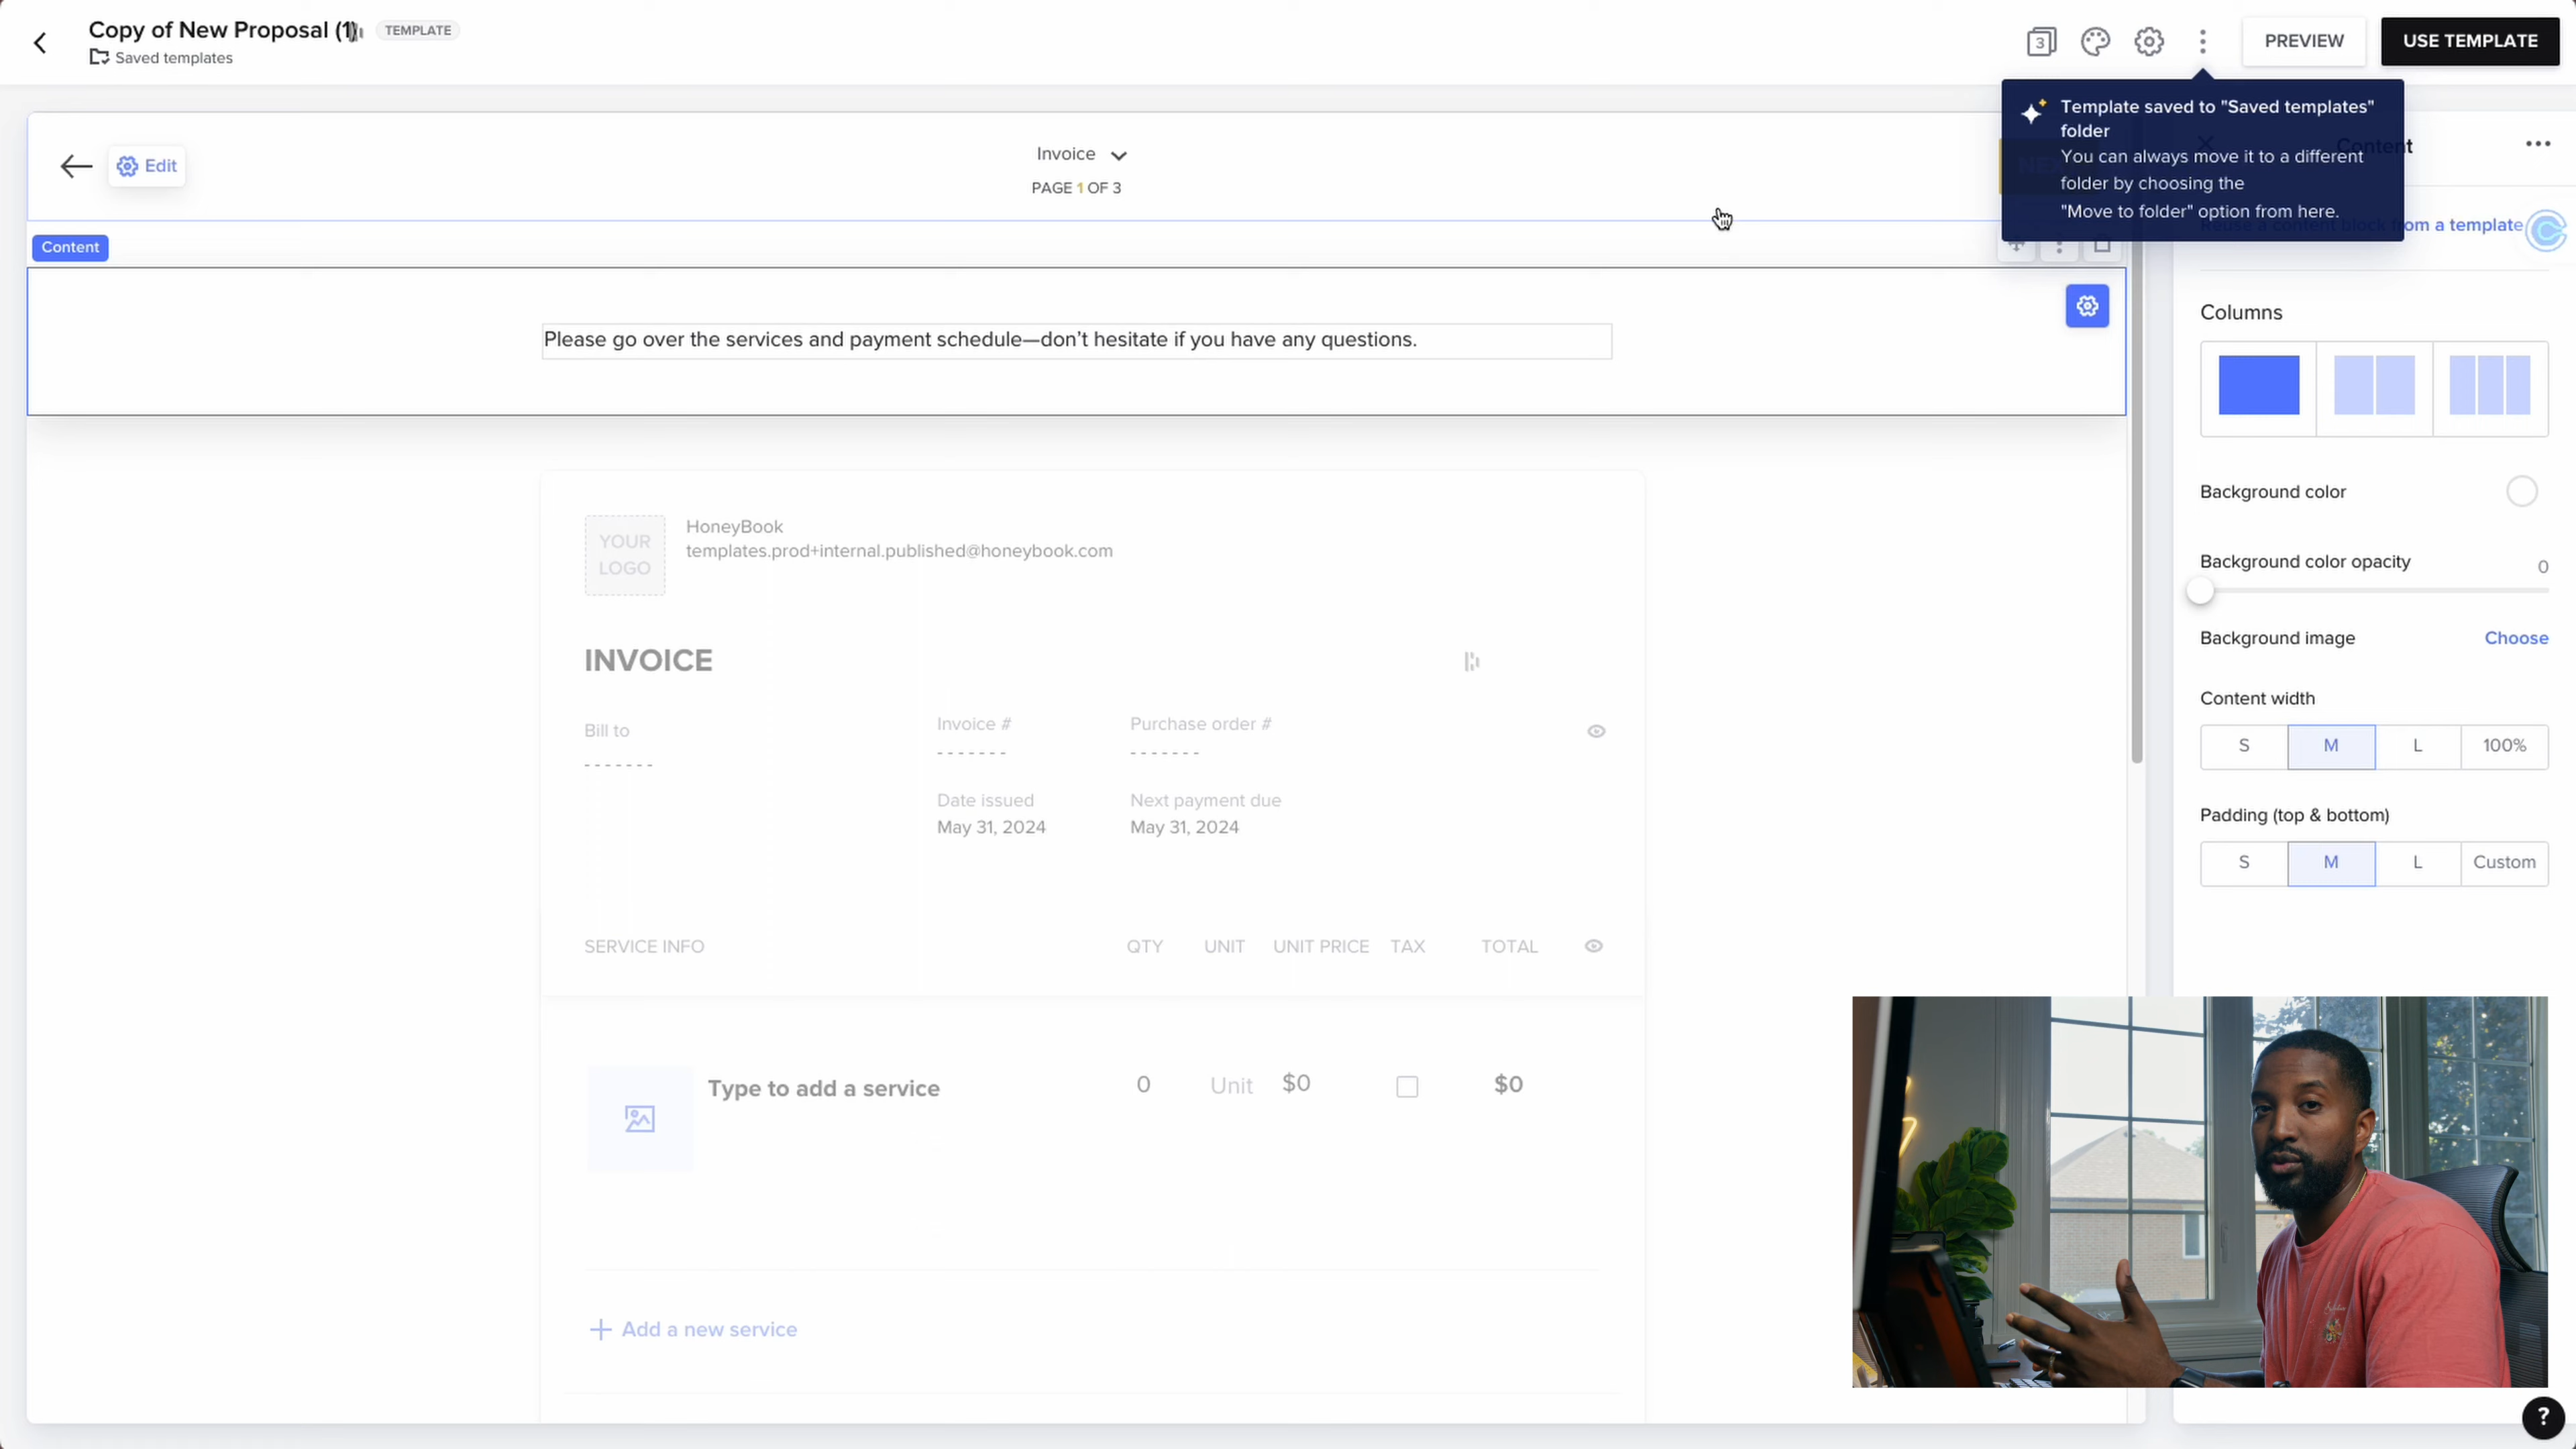 Copy of New Proposal (1)
TEMPLATE
Saved templates
3
PREVIEW
USE TEMPLATE
Template saved to "Saved templates"
folder
You can always move it to a different
folder by choosing the
"Move to folder" option from here.
Edit
Invoice
PAGE 1 OF 3
Content
Content
Reuse a content block from a template
Please go over the services and payment schedule—don't hesitate if you have any questions.
Columns
Background color
Background color opacity
0
Background image
Choose
Content width
S
M
L
100%
Padding (top & bottom)
S
M
L
Custom
YOUR
LOGO
HoneyBook
templates.prod+internal.published@honeybook.com
INVOICE
Bill to
-------
Invoice #
-------
Purchase order #
-------
Date issued
May 31, 2024
Next payment due
May 31, 2024
SERVICE INFO
QTY
UNIT
UNIT PRICE
TAX
TOTAL
Type to add a service
0
Unit
$0
$0
+ Add a new service
?